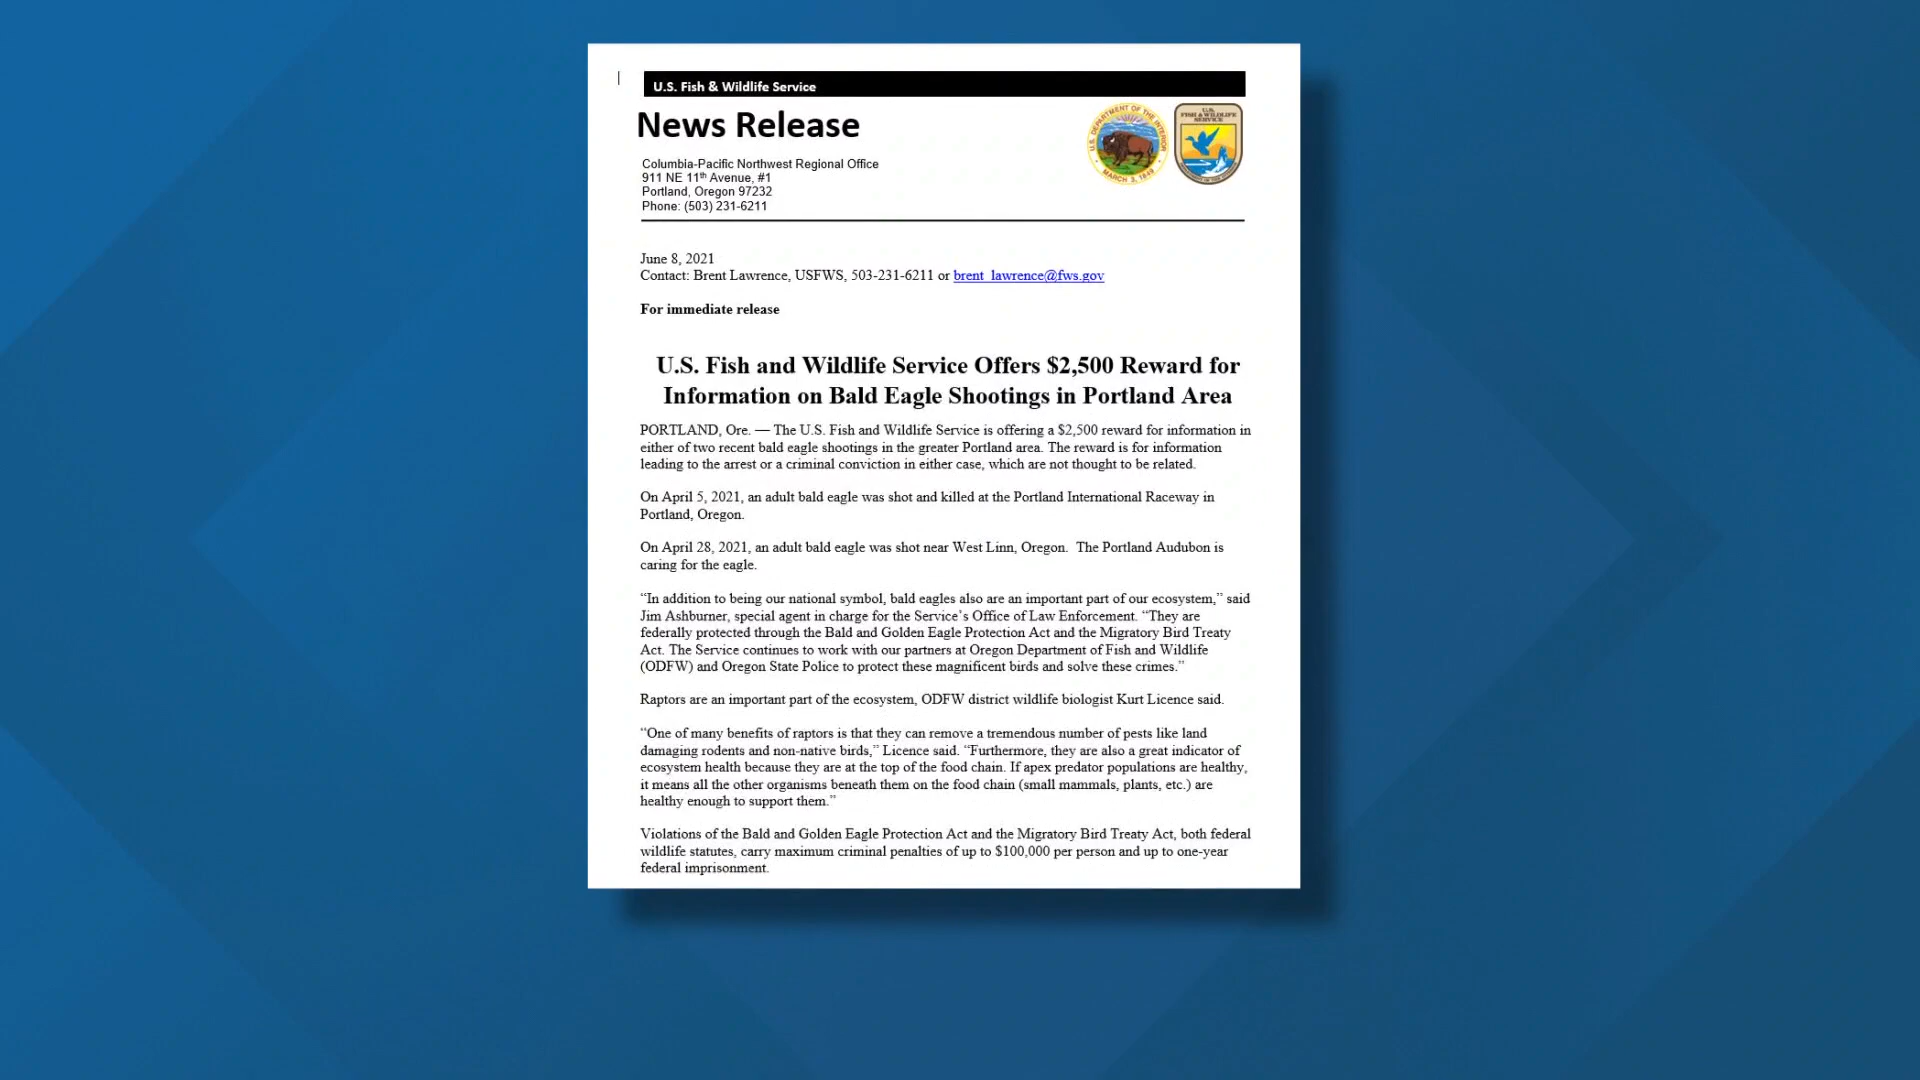 U.S. Fish & Wildlife Service
News Release
Columbia-Pacific Northwest Regional Office
911 NE 11th Avenue, #1
Portland, Oregon 97232
Phone: (503) 231-6211
U.S. DEPARTMENT OF THE INTERIOR
MARCH 3, 1849
U.S.
FISH & WILDLIFE
SERVICE
June 8, 2021
Contact: Brent Lawrence, USFWS, 503-231-6211 or brent_lawrence@fws.gov
For immediate release
U.S. Fish and Wildlife Service Offers $2,500 Reward for
Information on Bald Eagle Shootings in Portland Area
PORTLAND, Ore. — The U.S. Fish and Wildlife Service is offering a $2,500 reward for information in
either of two recent bald eagle shootings in the greater Portland area. The reward is for information
leading to the arrest or a criminal conviction in either case, which are not thought to be related.
On April 5, 2021, an adult bald eagle was shot and killed at the Portland International Raceway in
Portland, Oregon.
On April 28, 2021, an adult bald eagle was shot near West Linn, Oregon.  The Portland Audubon is
caring for the eagle.
“In addition to being our national symbol, bald eagles also are an important part of our ecosystem,” said
Jim Ashburner, special agent in charge for the Service’s Office of Law Enforcement. “They are
federally protected through the Bald and Golden Eagle Protection Act and the Migratory Bird Treaty
Act. The Service continues to work with our partners at Oregon Department of Fish and Wildlife
(ODFW) and Oregon State Police to protect these magnificent birds and solve these crimes.”
Raptors are an important part of the ecosystem, ODFW district wildlife biologist Kurt Licence said.
“One of many benefits of raptors is that they can remove a tremendous number of pests like land
damaging rodents and non-native birds,” Licence said. “Furthermore, they are also a great indicator of
ecosystem health because they are at the top of the food chain. If apex predator populations are healthy,
it means all the other organisms beneath them on the food chain (small mammals, plants, etc.) are
healthy enough to support them.”
Violations of the Bald and Golden Eagle Protection Act and the Migratory Bird Treaty Act, both federal
wildlife statutes, carry maximum criminal penalties of up to $100,000 per person and up to one-year
federal imprisonment.